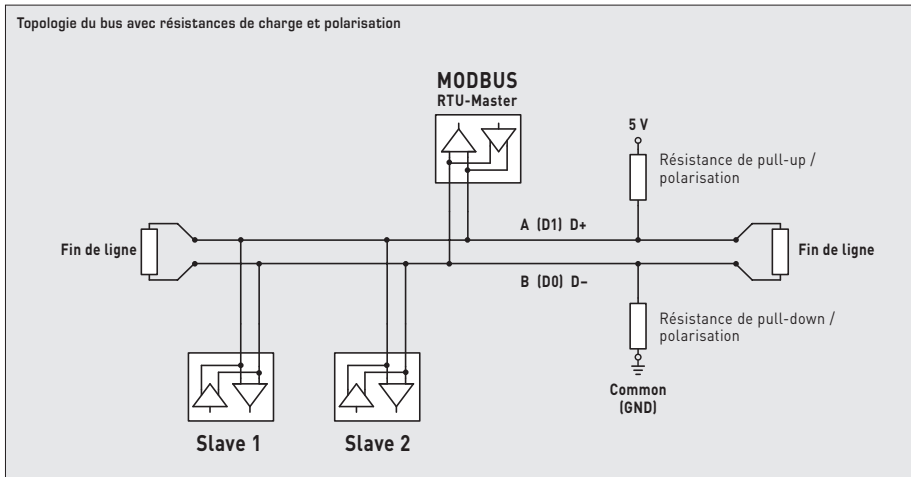 Topologie du bus avec résistances de charge et polarisation
MODBUS
RTU-Master
5 V
Résistance de pull-up /
polarisation
A (D1) D+
Fin de ligne
Fin de ligne
B (D0) D–
Résistance de pull-down /
polarisation
Common
(GND)
Slave 1
Slave 2